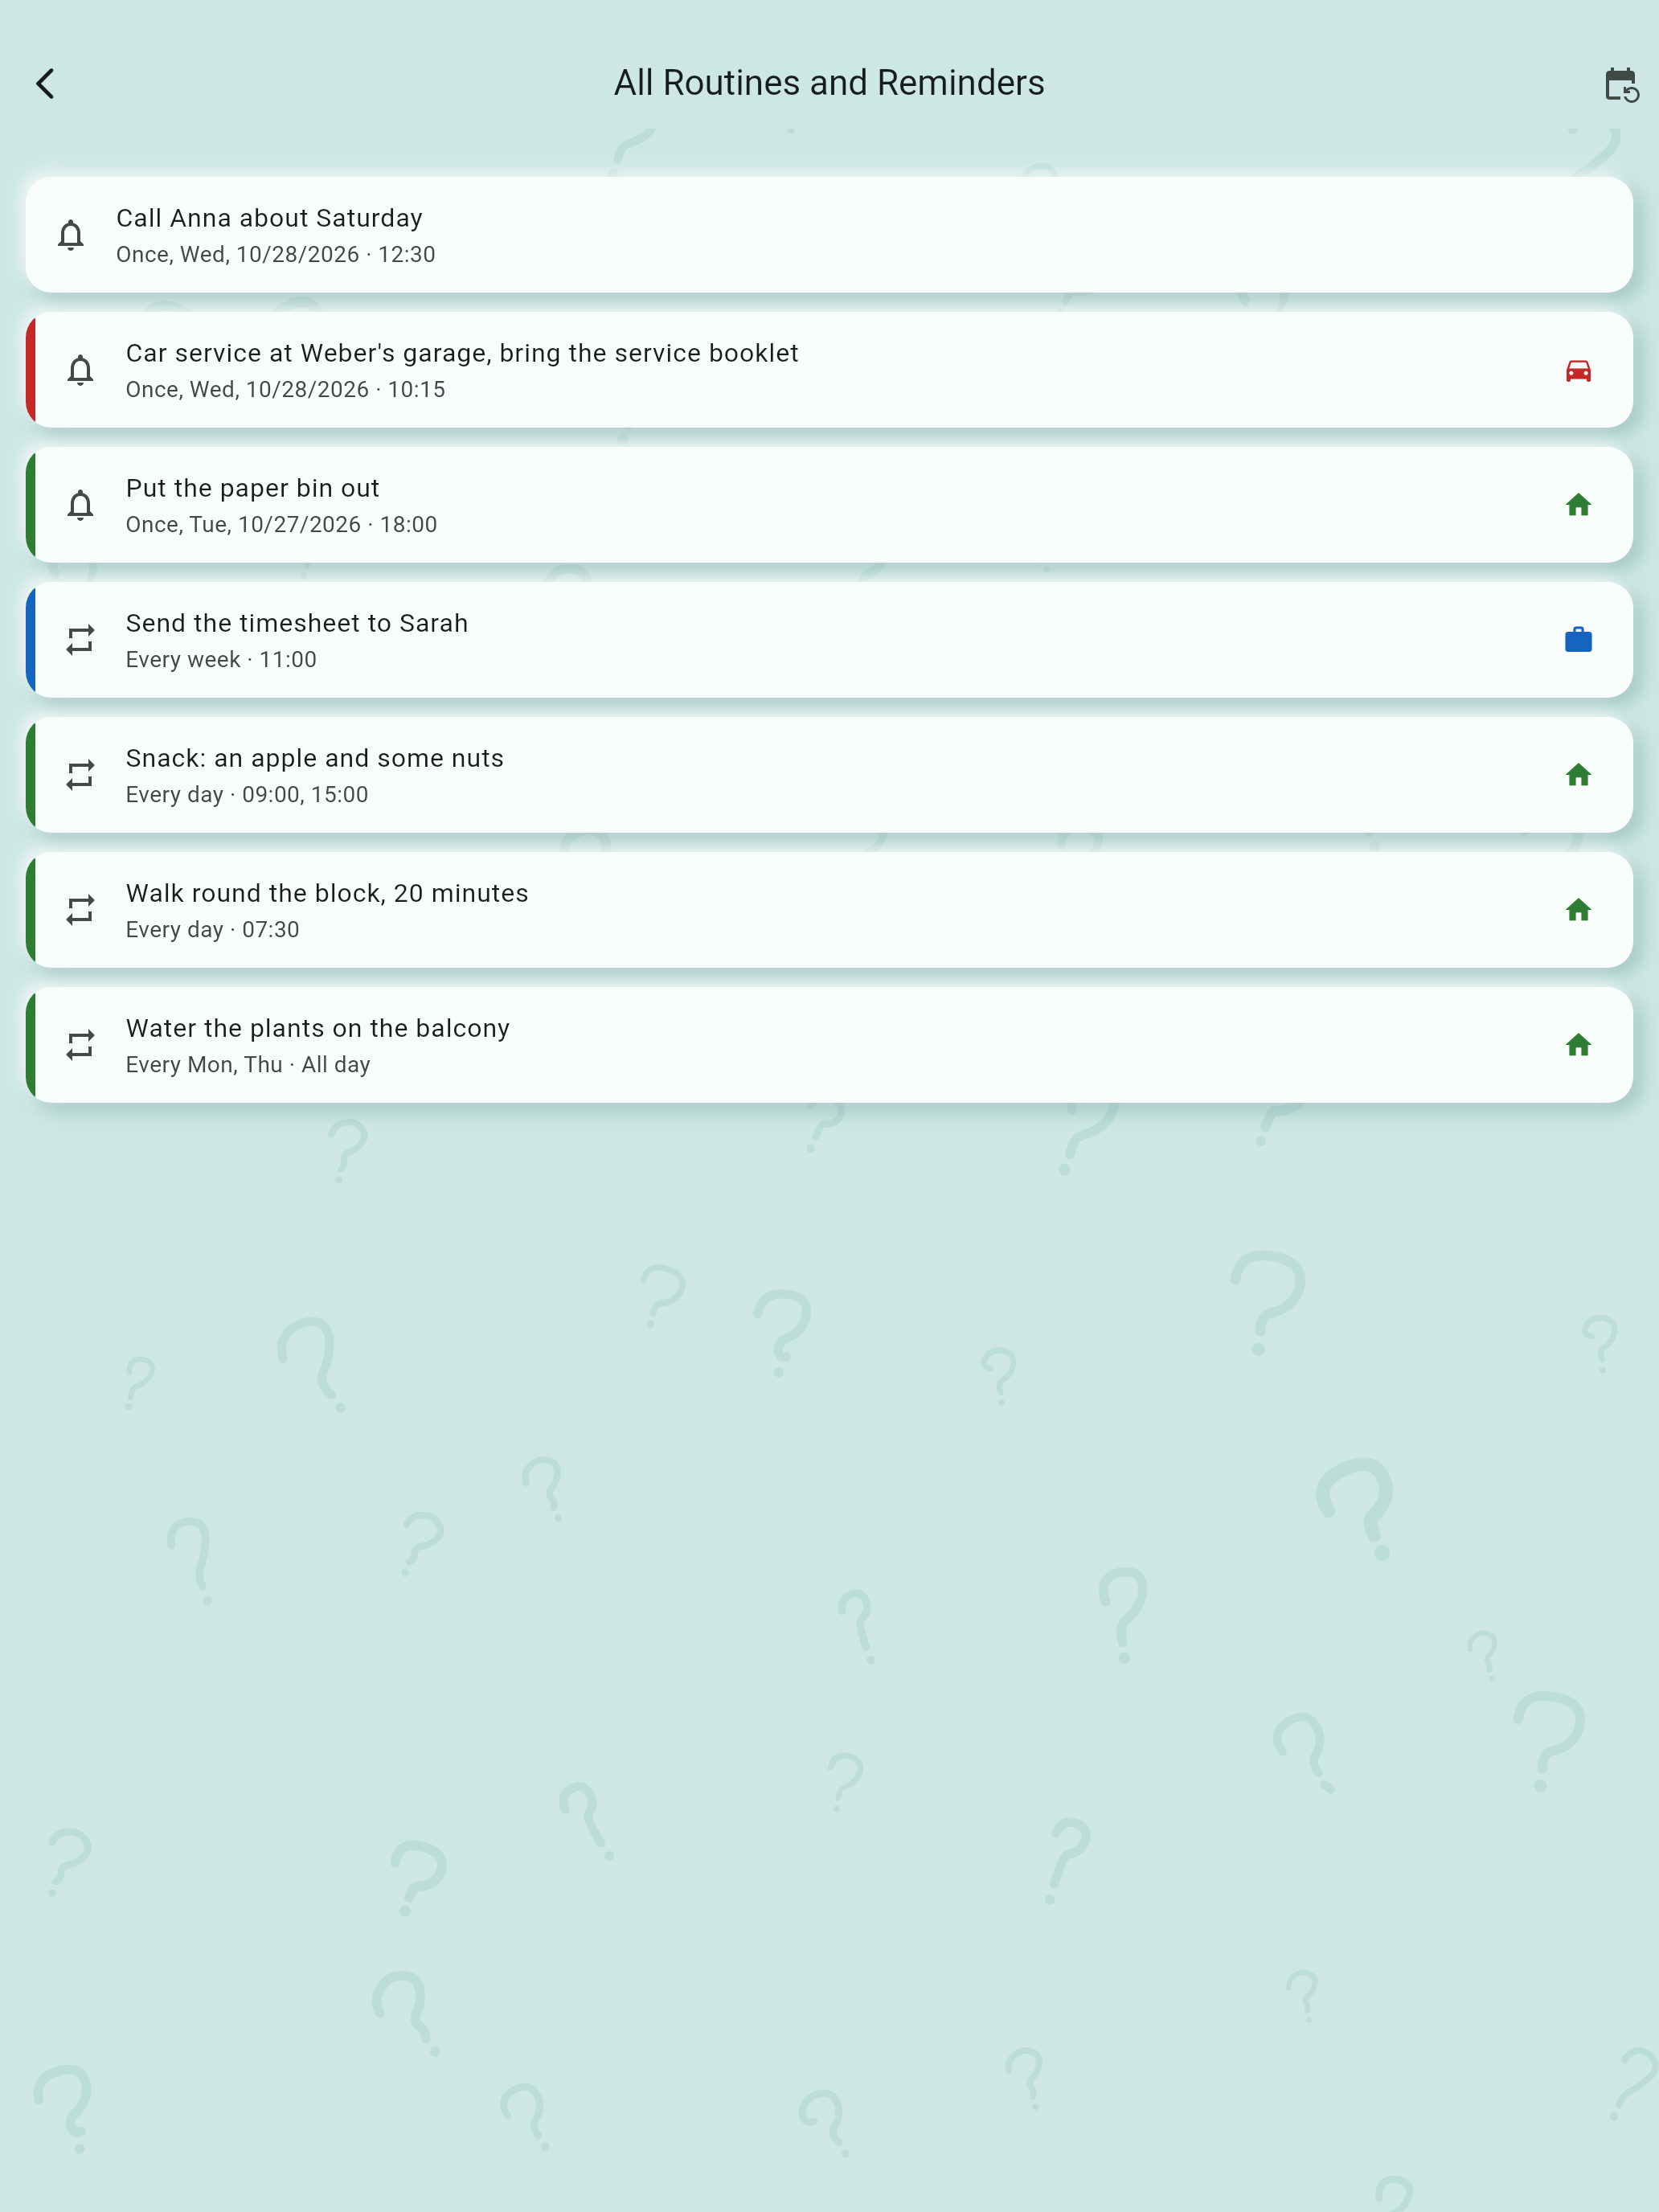 All Routines and Reminders
Call Anna about Saturday
Once, Wed, 10/28/2026 · 12:30
Car service at Weber's garage, bring the service booklet
Once, Wed, 10/28/2026 · 10:15
Put the paper bin out
Once, Tue, 10/27/2026 · 18:00
Send the timesheet to Sarah
Every week · 11:00
Snack: an apple and some nuts
Every day · 09:00, 15:00
Walk round the block, 20 minutes
Every day · 07:30
Water the plants on the balcony
Every Mon, Thu · All day